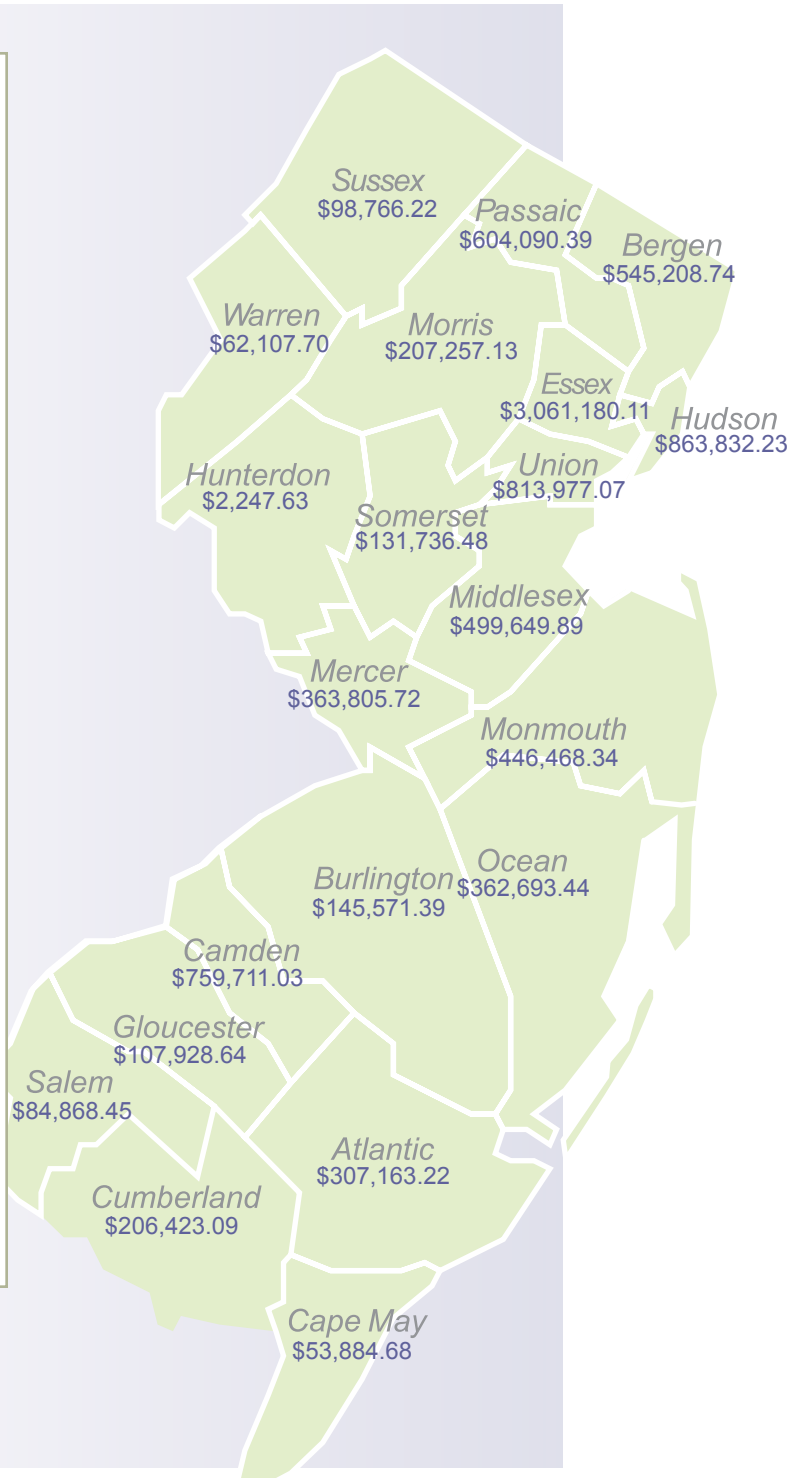 Sussex
$98,766.22
Passaic
$604,090.39
Bergen
$545,208.74
Warren
$62,107.70
Morris
$207,257.13
Essex
$3,061,180.11
Hudson
$863,832.23
Union
$813,977.07
Hunterdon
$2,247.63
Somerset
$131,736.48
Middlesex
$499,649.89
Mercer
$363,805.72
Monmouth
$446,468.34
Ocean
$362,693.44
Burlington
$145,571.39
Camden
$759,711.03
Gloucester
$107,928.64
Salem
$84,868.45
Atlantic
$307,163.22
Cumberland
$206,423.09
Cape May
$53,884.68